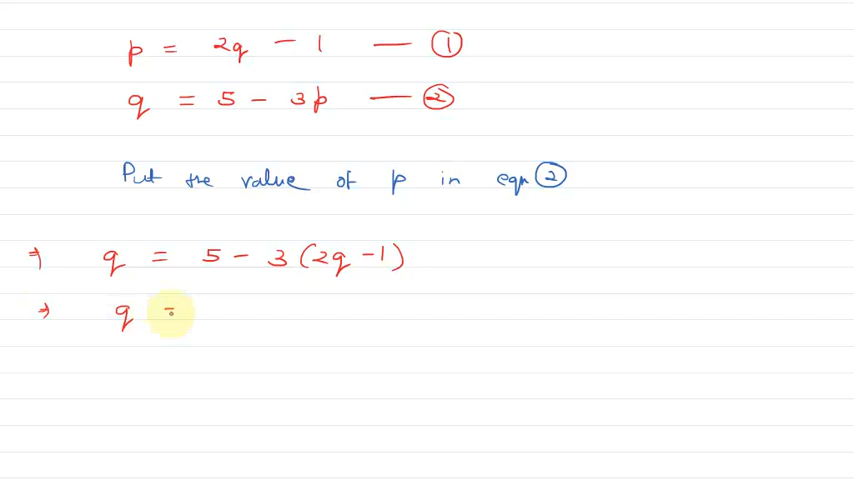 p = 2q - 1 — ①
q = 5 - 3p — ②
Put the value of p in eqn ②
⇒ q = 5 - 3(2q - 1)
→ q =